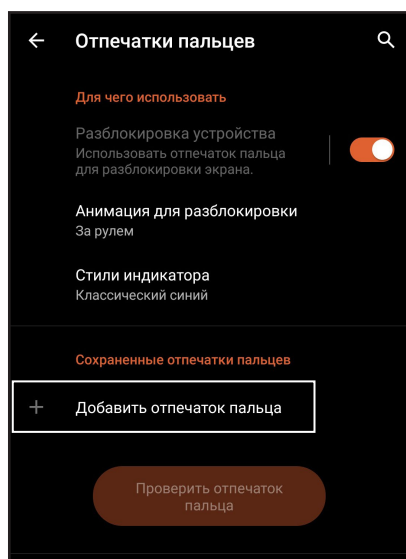 Отпечатки пальцев
Для чего использовать
Разблокировка устройства
Использовать отпечаток пальца
для разблокировки экрана.
Анимация для разблокировки
За рулем
Стили индикатора
Классический синий
Сохраненные отпечатки пальцев
Добавить отпечаток пальца
Проверить отпечаток
пальца